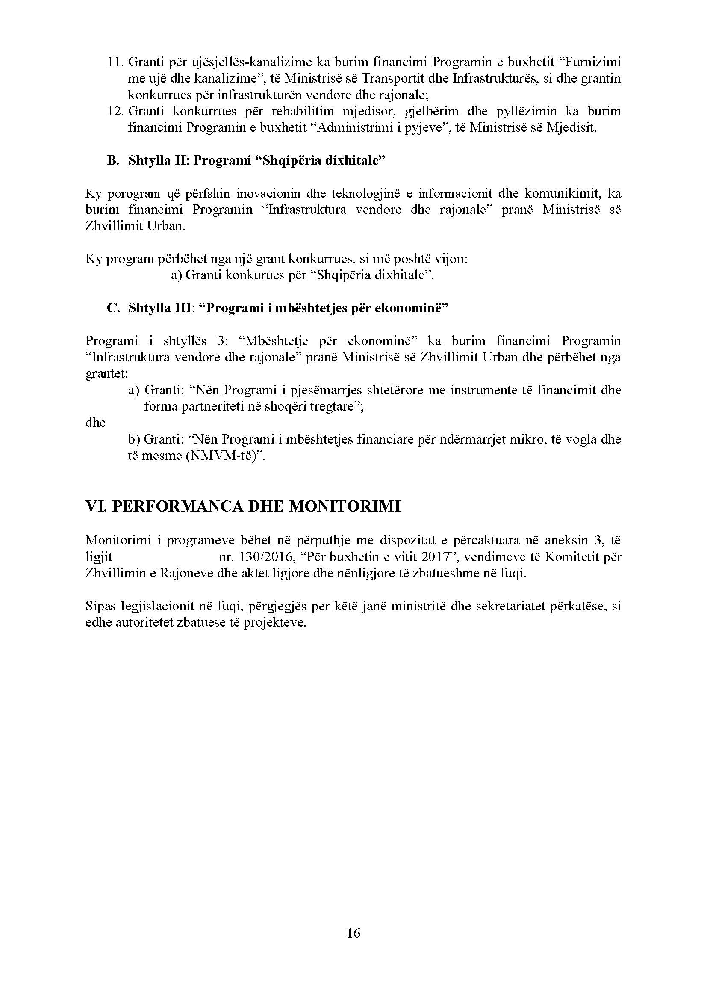 11. Granti për ujësjellës-kanalizime ka burim financimi Programin e buxhetit “Furnizimi
me ujë dhe kanalizime”, të Ministrisë së Transportit dhe Infrastrukturës, si dhe grantin
konkurrues për infrastrukturën vendore dhe rajonale;
12. Granti konkurrues për rehabilitim mjedisor, gjelbërim dhe pyllëzimin ka burim
financimi Programin e buxhetit “Administrimi i pyjeve”, të Ministrisë së Mjedisit.
B. Shtylla II: Programi “Shqipëria dixhitale”
Ky porogram që përfshin inovacionin dhe teknologjinë e informacionit dhe komunikimit, ka
burim financimi Programin “Infrastruktura vendore dhe rajonale” pranë Ministrisë së
Zhvillimit Urban.
Ky program përbëhet nga një grant konkurrues, si më poshtë vijon:
a) Granti konkurues për “Shqipëria dixhitale”.
C. Shtylla III: “Programi i mbështetjes për ekonominë”
Programi i shtyllës 3: “Mbështetje për ekonominë” ka burim financimi Programin
“Infrastruktura vendore dhe rajonale” pranë Ministrisë së Zhvillimit Urban dhe përbëhet nga
grantet:
a) Granti: “Nën Programi i pjesëmarrjes shtetërore me instrumente të financimit dhe
forma partneriteti në shoqëri tregtare”;
dhe
b) Granti: “Nën Programi i mbështetjes financiare për ndërmarrjet mikro, të vogla dhe
të mesme (NMVM-të)”.
VI. PERFORMANCA DHE MONITORIMI
Monitorimi i programeve bëhet në përputhje me dispozitat e përcaktuara në aneksin 3, të
ligjit nr. 130/2016, “Për buxhetin e vitit 2017”, vendimeve të Komitetit për
Zhvillimin e Rajoneve dhe aktet ligjore dhe nënligjore të zbatueshme në fuqi.
Sipas legjislacionit në fuqi, përgjegjës per këtë janë ministritë dhe sekretariatet përkatëse, si
edhe autoritetet zbatuese të projekteve.
16